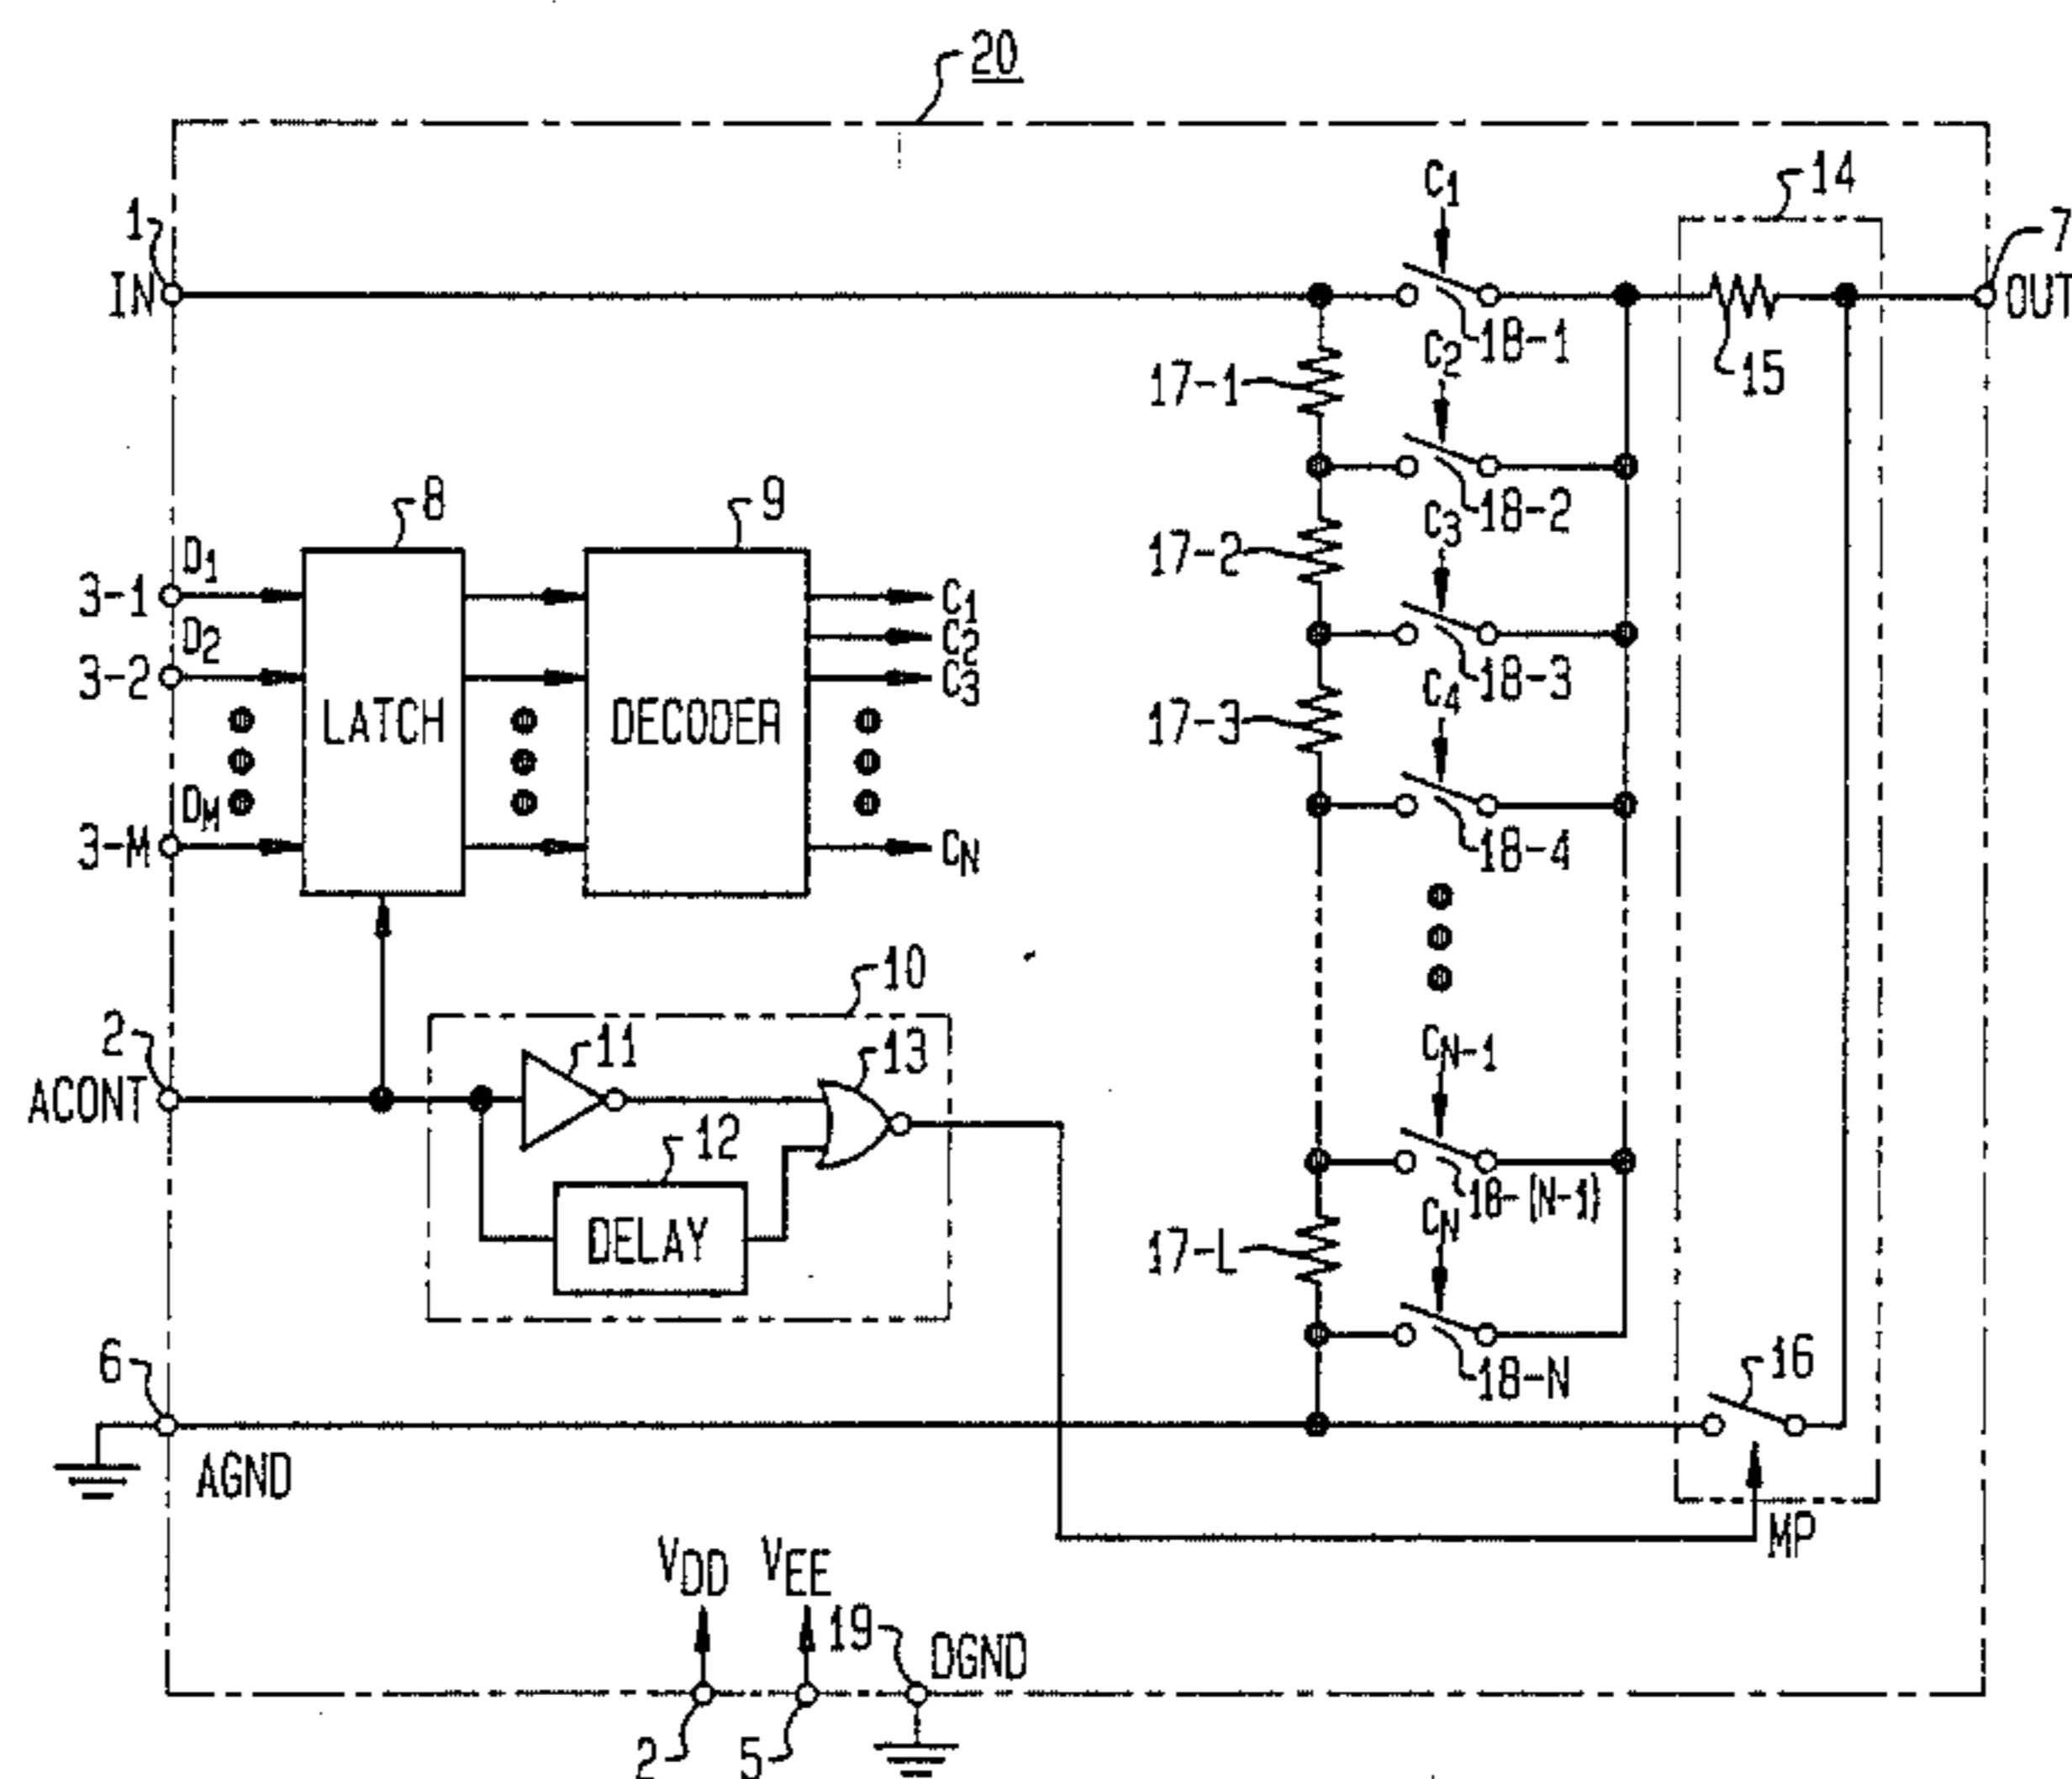 20
C1
14
1
7
IN
OUT
18-1
15
17-1
C2
18-2
8
9
C3
17-2
D1
3-1
C1
D2
C2
3-2
C3
18-3
LATCH
DECODER
17-3
C4
DM
3-M
CN
18-4
10
2
11
13
CN-1
ACONT
12
18-(N-1)
CN
DELAY
17-L
6
16
18-N
AGND
MP
VDD
VEE
19
DGND
2
5